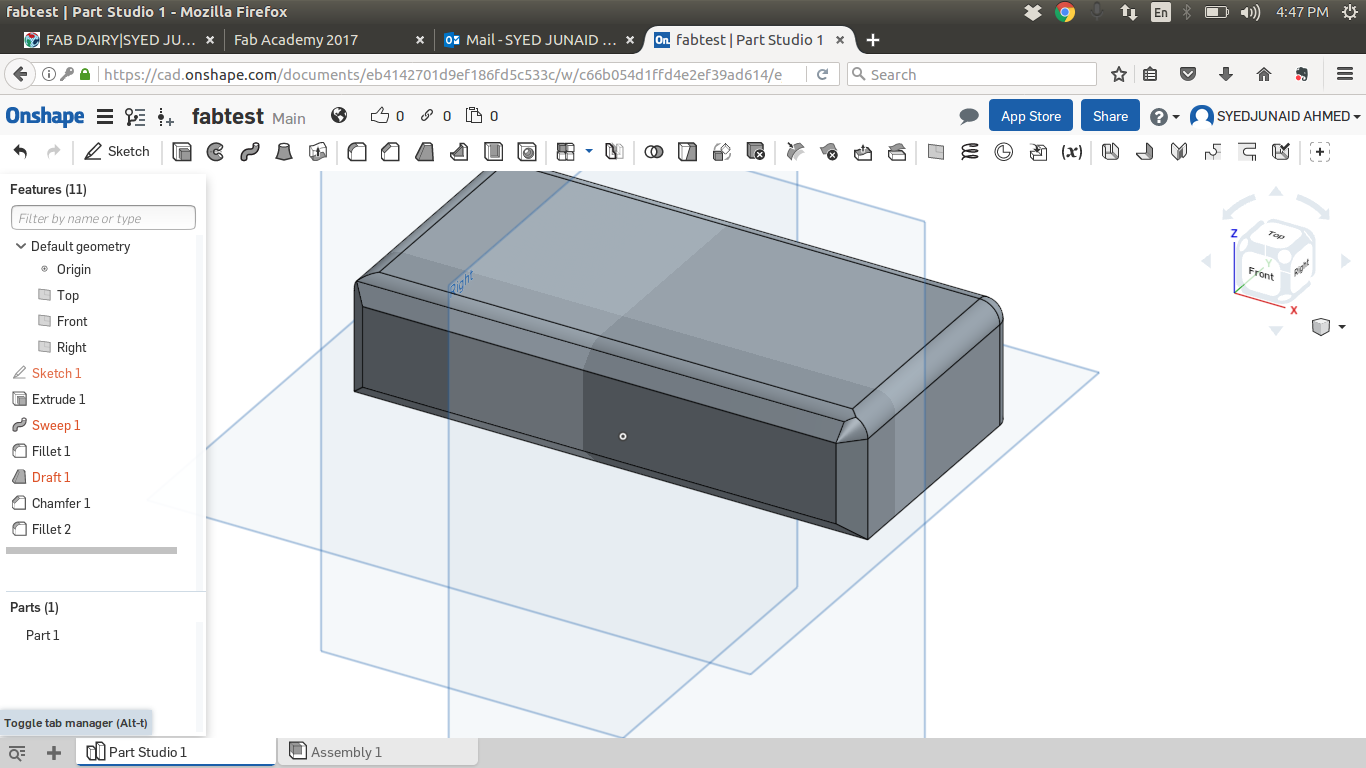 fabtest | Part Studio 1 - Mozilla Firefox
En
4:47 PM
FAB DAIRY|SYED JU... ×
Fab Academy 2017 ×
Mail - SYED JUNAID ... ×
On. fabtest | Part Studio 1 ×
https://cad.onshape.com/documents/eb4142701d9ef186fd5c533c/w/c66b054d1ffd4e2ef39ad614/e
Search
Onshape
fabtest Main
0
0
0
App Store
Share
SYEDJUNAID AHMED
Sketch
(x)
Features (11)
Filter by name or type
Default geometry
Origin
Top
Front
Right
Sketch 1
Extrude 1
Sweep 1
Fillet 1
Draft 1
Chamfer 1
Fillet 2
Parts (1)
Part 1
Right
Z
Top
Y
Front
Right
X
Toggle tab manager (Alt-t)
Part Studio 1
Assembly 1